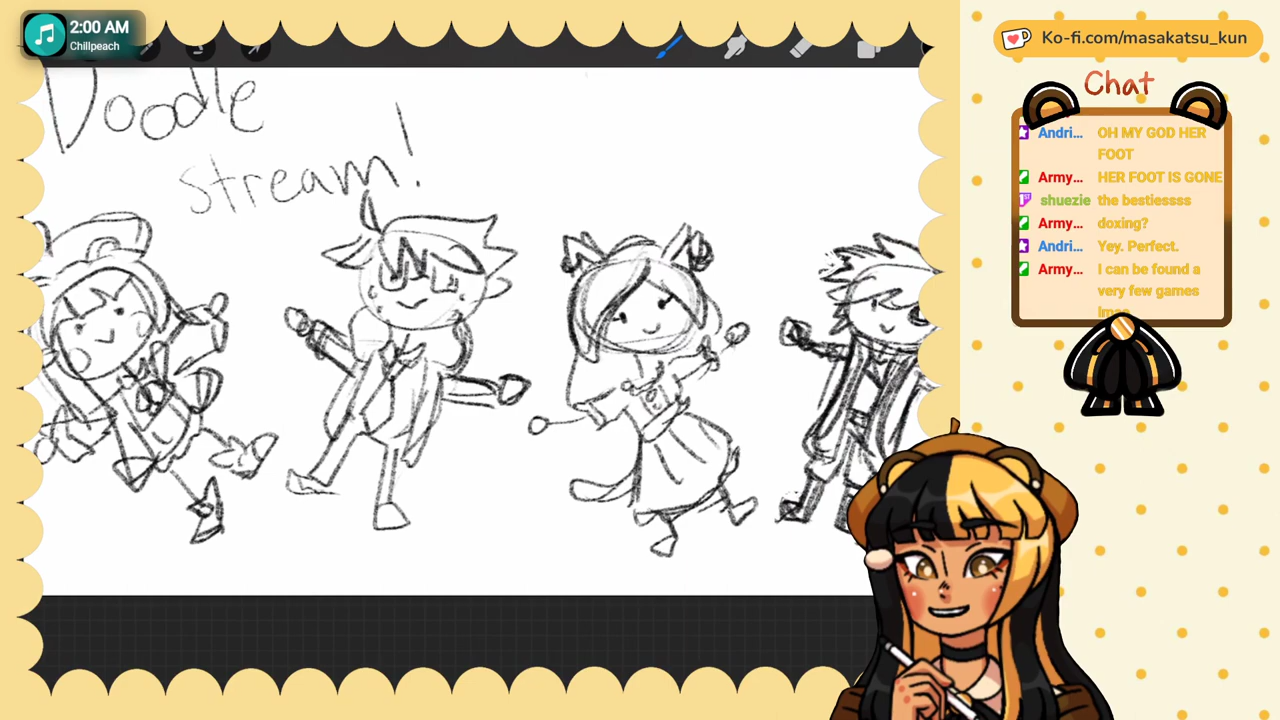 2:00 AM
Chillpeach
Doodle
stream!
Ko-fi.com/masakatsu_kun
Chat
Andri... OH MY GOD HER
FOOT
Army... HER FOOT IS GONE
shuezie the bestiessss
Army... doxing?
Andri... Yey. Perfect.
Army... I can be found a
very few games